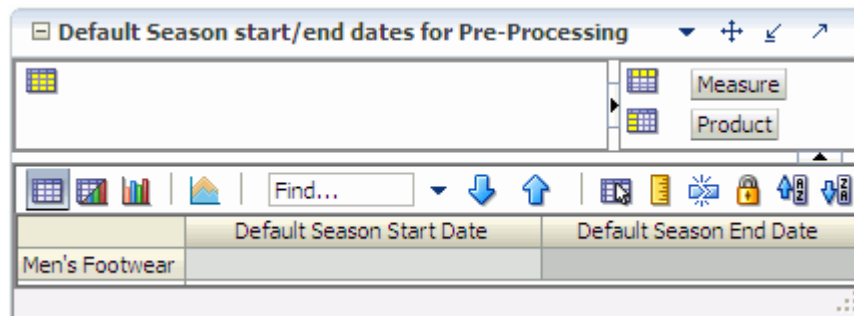 Default Season start/end dates for Pre-Processing
Measure
Product
Find...
Default Season Start Date Default Season End Date
Men's Footwear